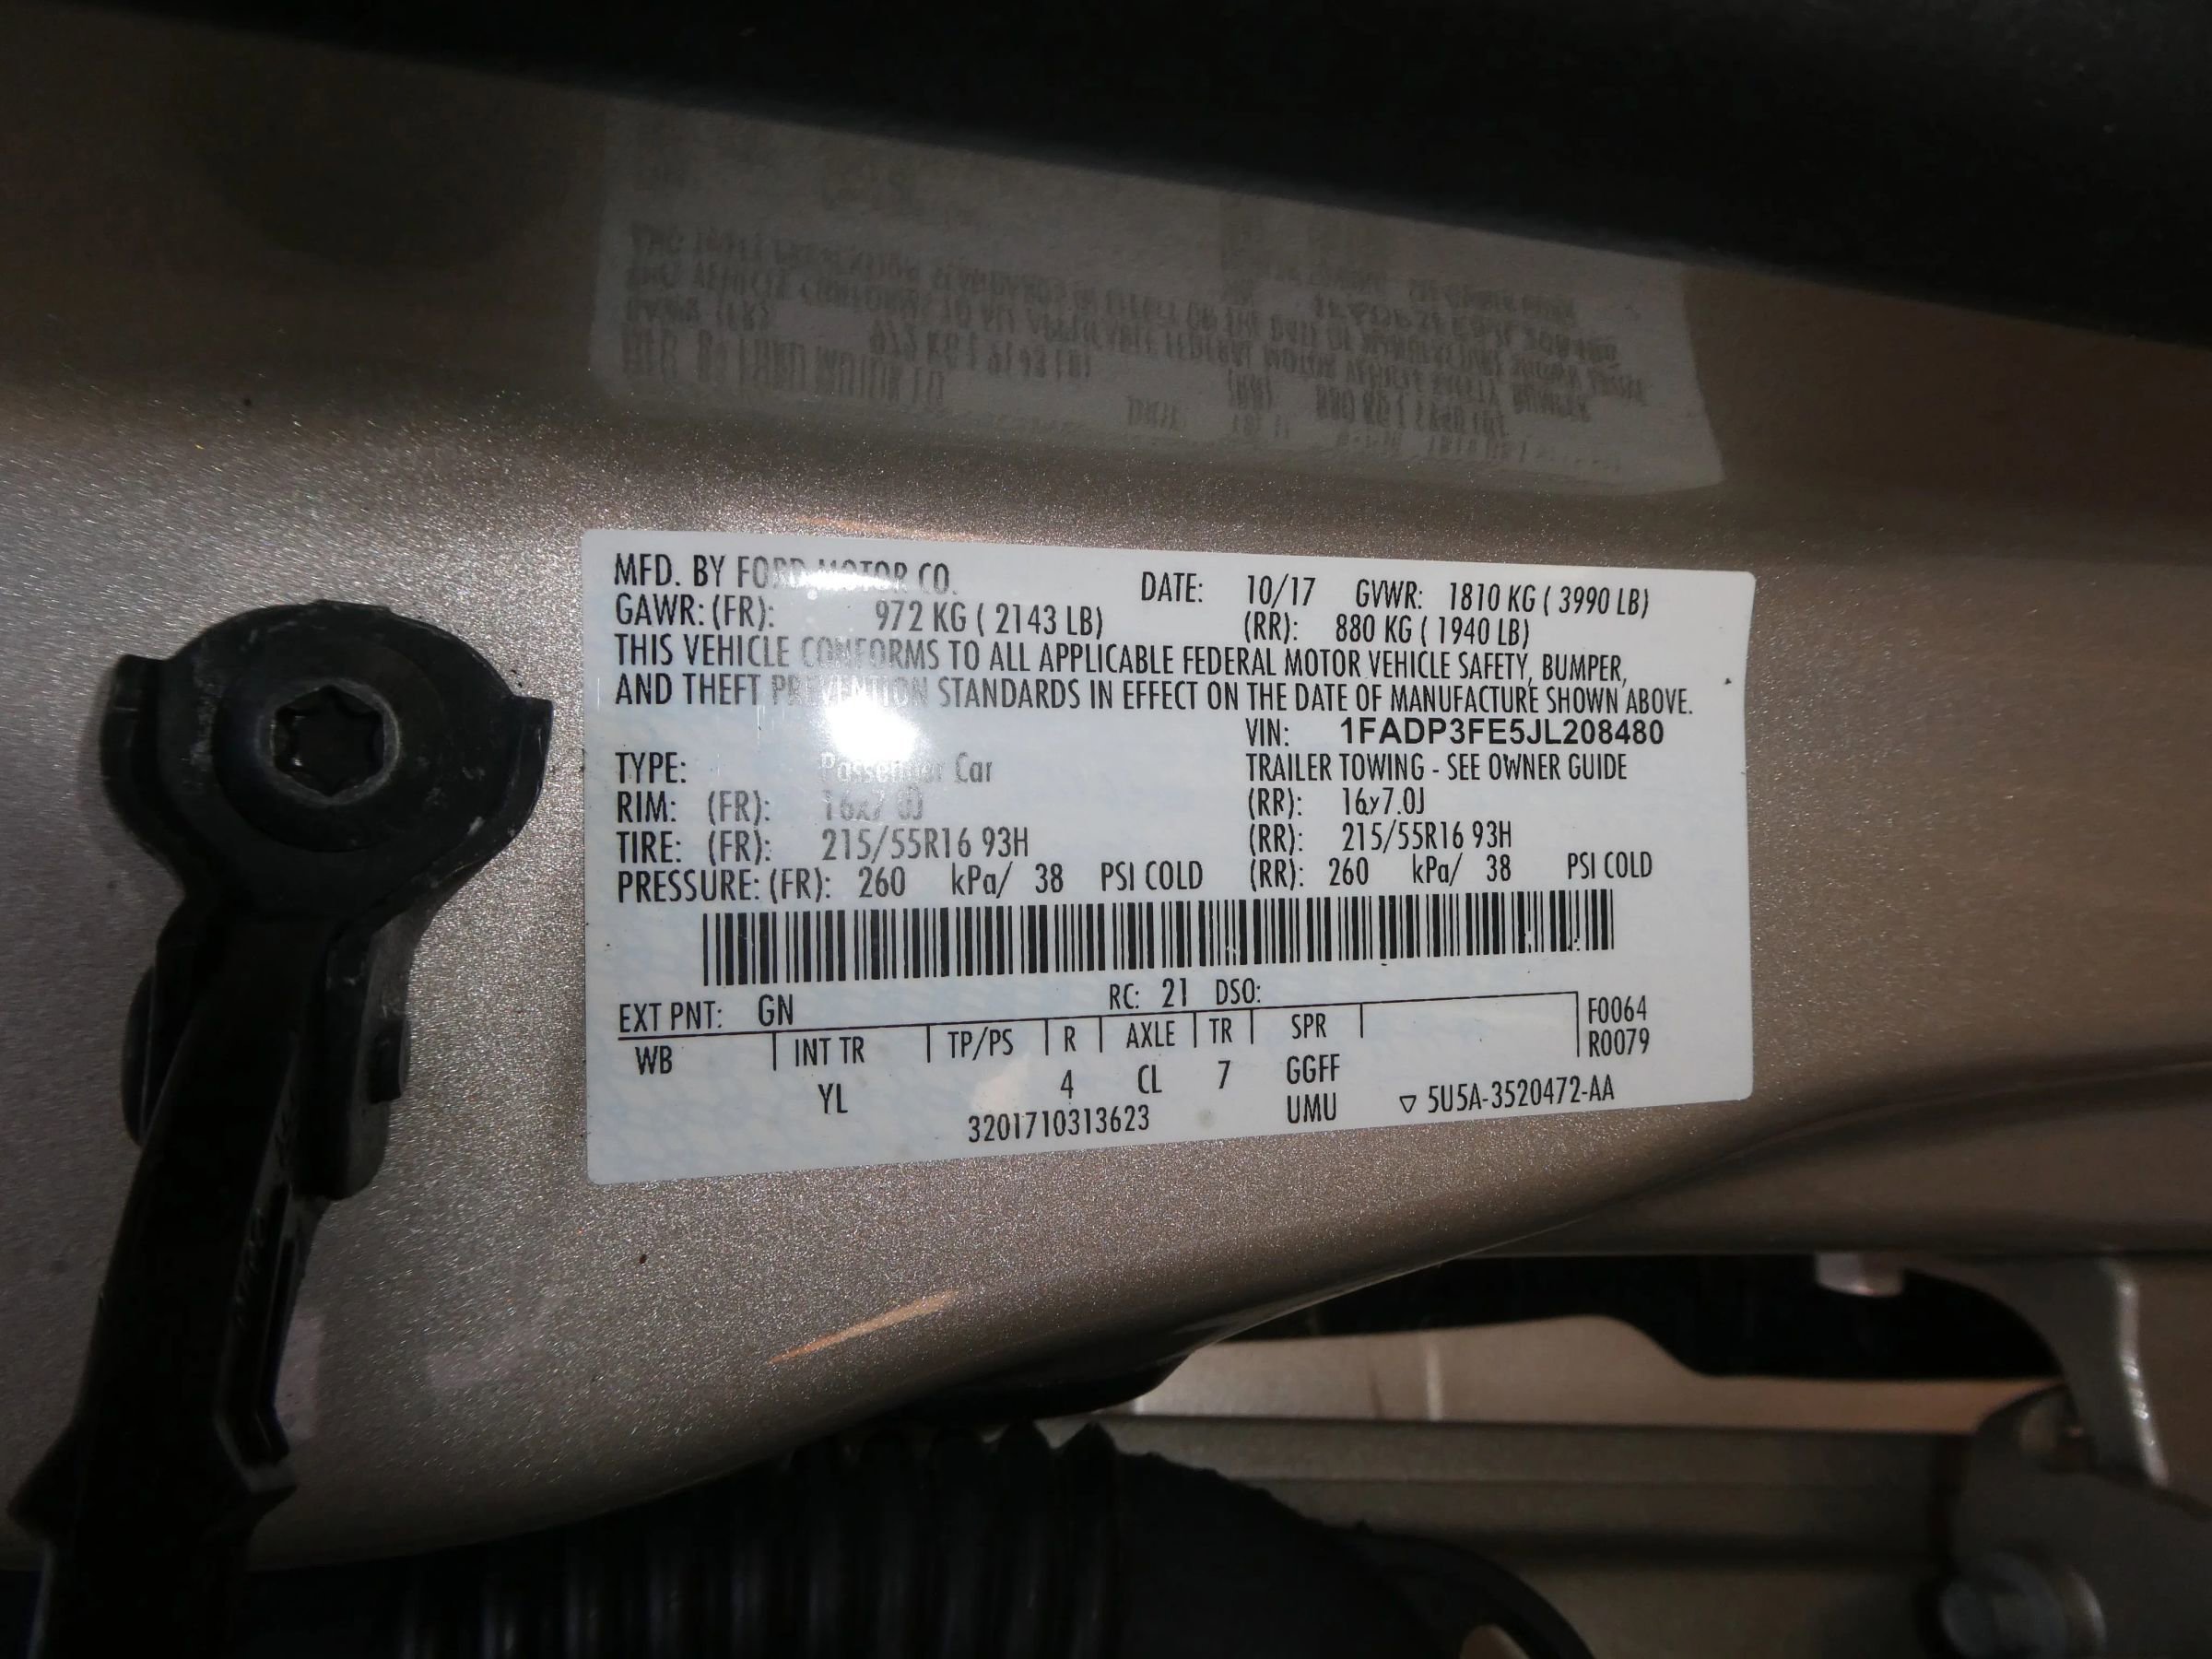 MFD. BY FORD MOTOR CO. DATE: 10/17 GVWR: 1810 KG ( 3990 LB)
GAWR: (FR): 972 KG ( 2143 LB) (RR): 880 KG ( 1940 LB)
THIS VEHICLE CONFORMS TO ALL APPLICABLE FEDERAL MOTOR VEHICLE SAFETY, BUMPER,
AND THEFT PREVENTION STANDARDS IN EFFECT ON THE DATE OF MANUFACTURE SHOWN ABOVE.
VIN: 1FADP3FE5JL208480
TYPE: Passenger Car TRAILER TOWING - SEE OWNER GUIDE
RIM: (FR): 16x7.0J (RR): 16x7.0J
TIRE: (FR): 215/55R16 93H (RR): 215/55R16 93H
PRESSURE: (FR): 260 kPa/ 38 PSI COLD (RR): 260 kPa/ 38 PSI COLD
EXT PNT: GN RC: 21 DSO: F0064
WB INT TR TP/PS R AXLE TR SPR R0079
YL 4 CL 7 GGFF
3201710313623 UMU ▽ 5U5A-3520472-AA